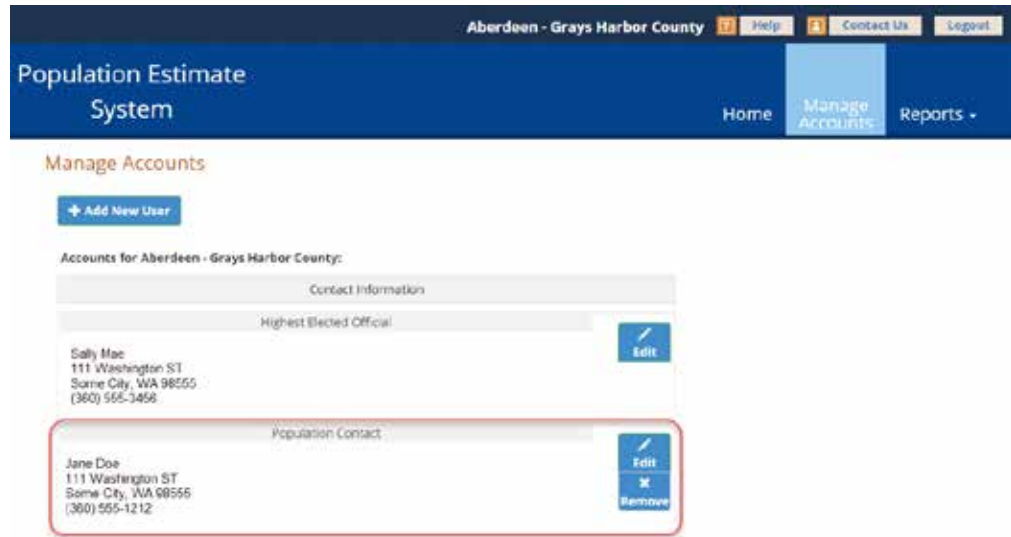 Aberdeen - Grays Harbor County ? Help Contact Us Logout
Population Estimate
System
Home Manage Accounts Reports
Manage Accounts
+ Add New User
Accounts for Aberdeen - Grays Harbor County:
Contact Information
Highest Elected Official
Edit
Sally Mae
111 Washington ST
Some City, WA 98555
(360) 555-3456
Population Contact
Edit
Jane Doe
111 Washington ST
Some City, WA 98555
(360) 555-1212
Remove